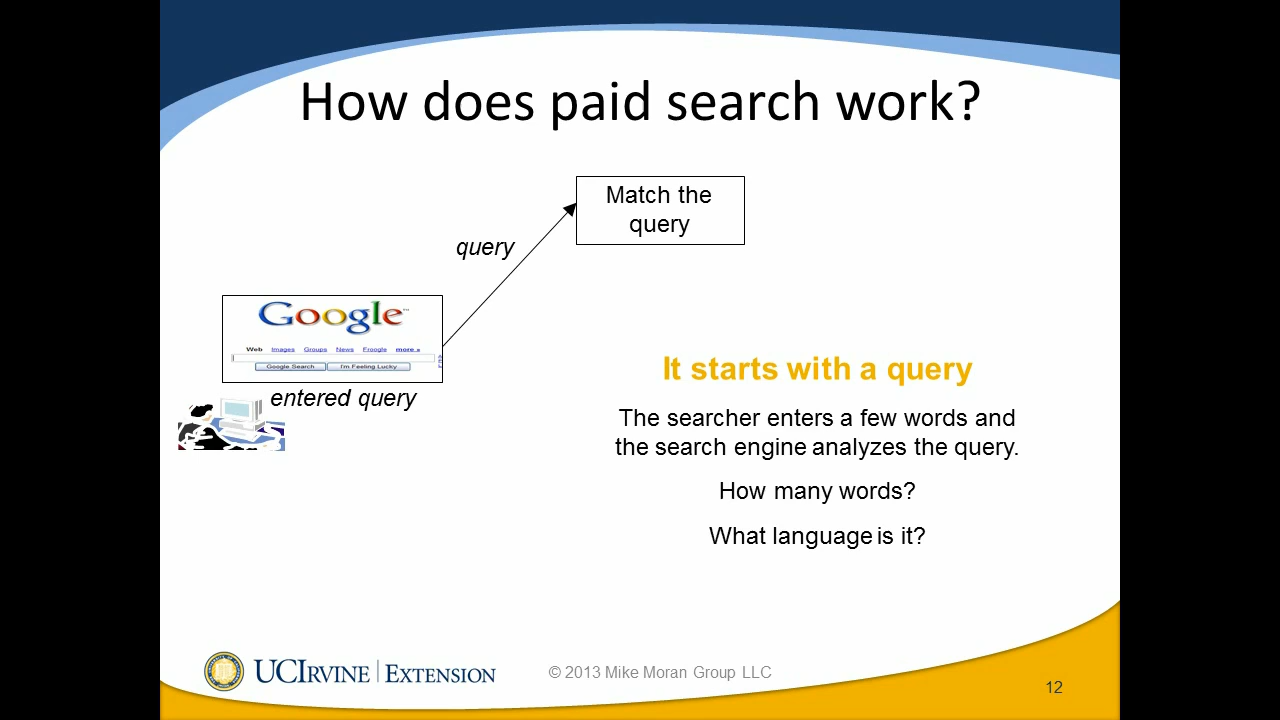 How does paid search work?
Match the
query
query
Google™
Web Images Groups News Froogle more »
Google Search I'm Feeling Lucky
entered query
It starts with a query
The searcher enters a few words and
the search engine analyzes the query.
How many words?
What language is it?
UCIRVINE | EXTENSION
© 2013 Mike Moran Group LLC
12